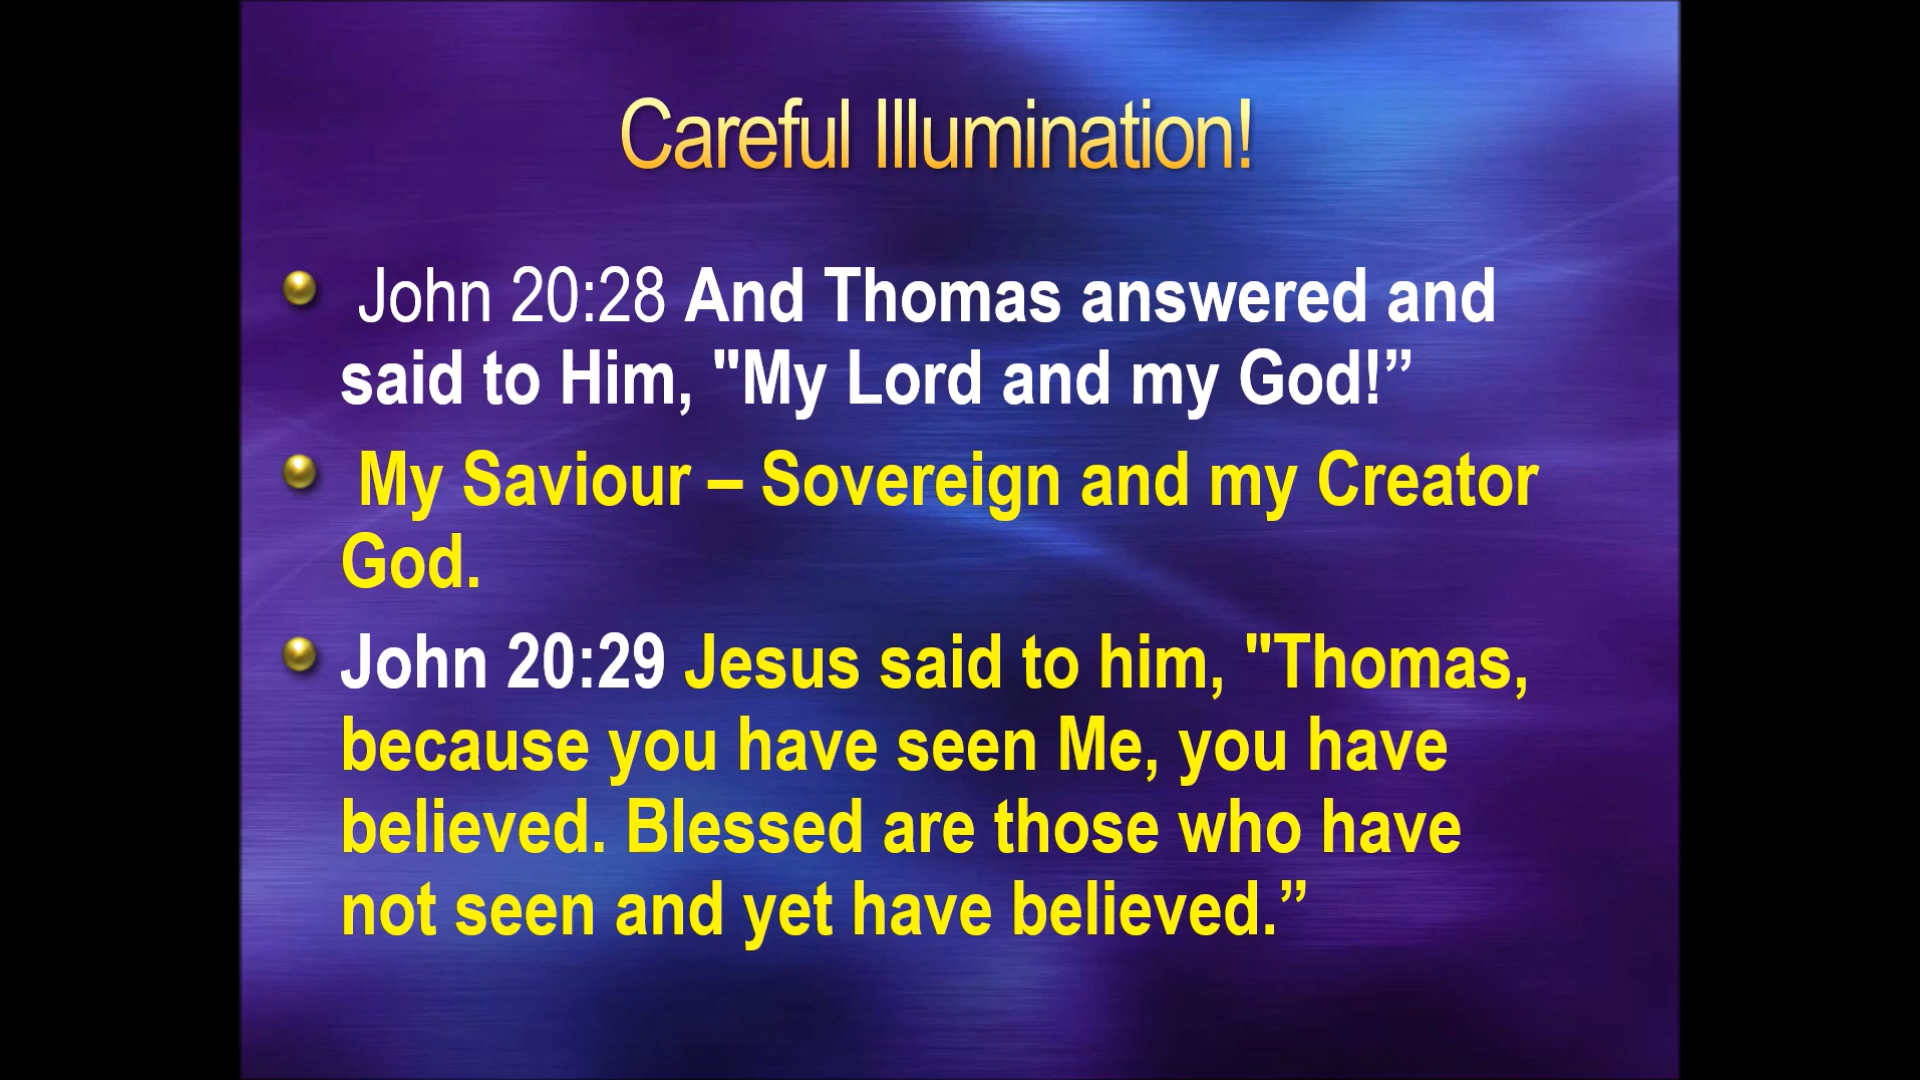 Careful Illumination!
John 20:28 And Thomas answered and
said to Him, "My Lord and my God!”
My Saviour – Sovereign and my Creator
God.
John 20:29 Jesus said to him, "Thomas,
because you have seen Me, you have
believed. Blessed are those who have
not seen and yet have believed.”